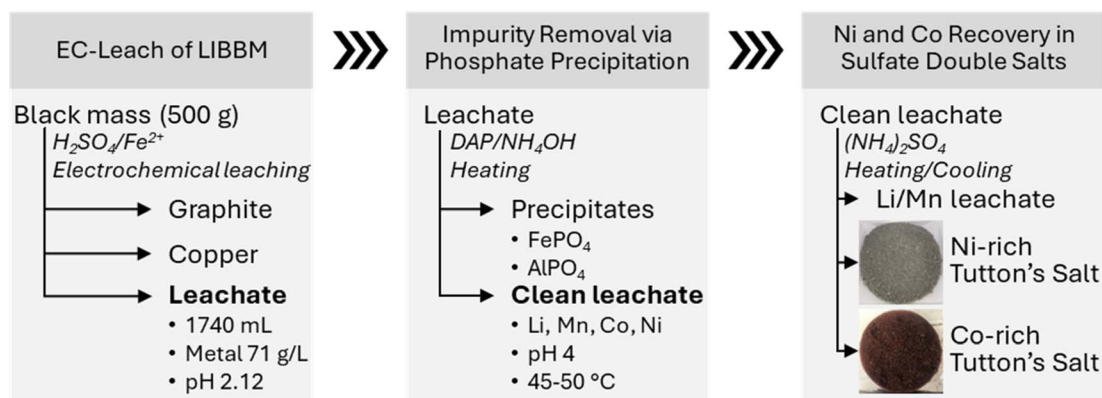 EC-Leach of LIBBM
Black mass (500 g)
H₂SO₄/Fe²⁺
Electrochemical leaching
Graphite
Copper
Leachate
• 1740 mL
• Metal 71 g/L
• pH 2.12
Impurity Removal via
Phosphate Precipitation
Leachate
DAP/NH₄OH
Heating
Precipitates
• FePO₄
• AlPO₄
Clean leachate
• Li, Mn, Co, Ni
• pH 4
• 45-50 °C
Ni and Co Recovery in
Sulfate Double Salts
Clean leachate
(NH₄)₂SO₄
Heating/Cooling
Li/Mn leachate
Ni-rich
Tutton's Salt
Co-rich
Tutton's Salt